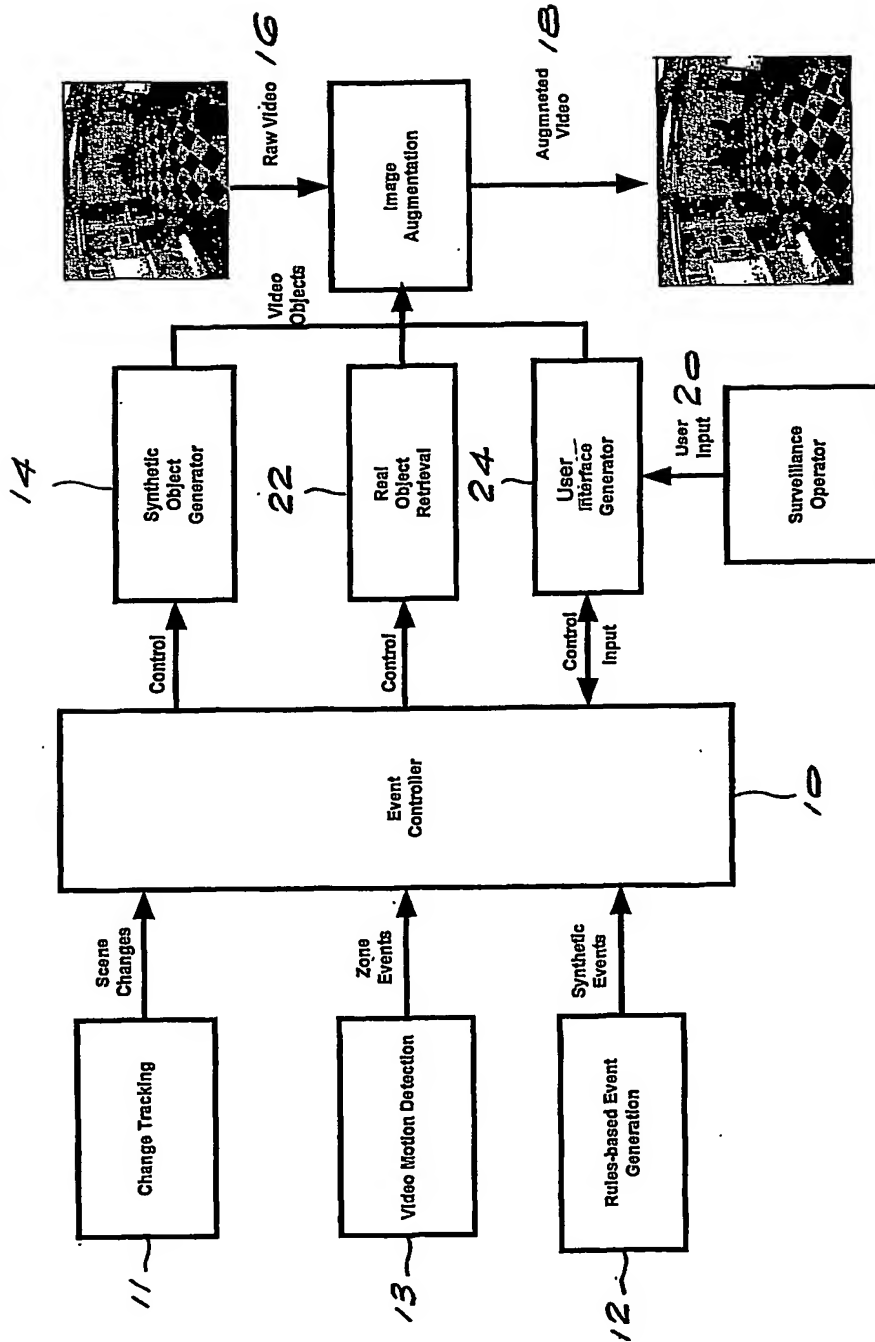 11
Change Tracking
Scene
Changes
13
Video Motion Detection
Zone
Events
12
Rules-based Event
Generation
Synthetic
Events
Event
Controller
10
Control
Control
Control
Input
14
Synthetic
Object
Generator
22
Real
Object
Retrieval
24
User
Interface
Generator
User
Input
20
Surveillance
Operator
Video
Objects
Raw Video
16
Image
Augmentation
Augmneted
Video
18